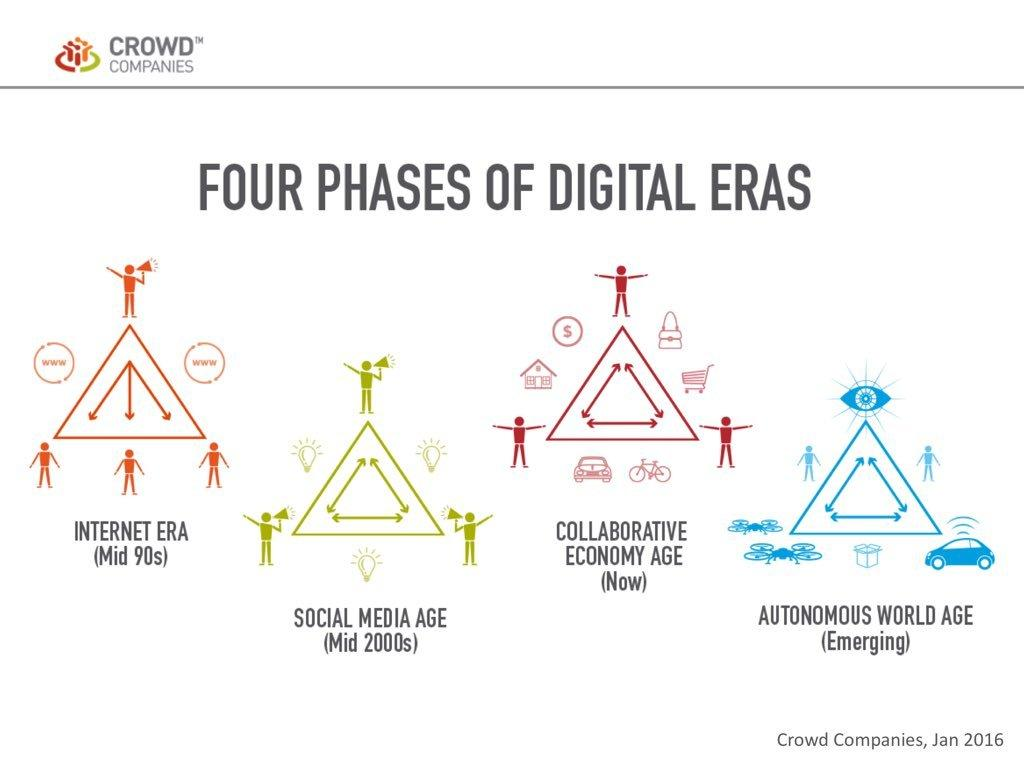 CROWD™
COMPANIES
FOUR PHASES OF DIGITAL ERAS
www
www
INTERNET ERA
(Mid 90s)
SOCIAL MEDIA AGE
(Mid 2000s)
$
COLLABORATIVE
ECONOMY AGE
(Now)
AUTONOMOUS WORLD AGE
(Emerging)
Crowd Companies, Jan 2016